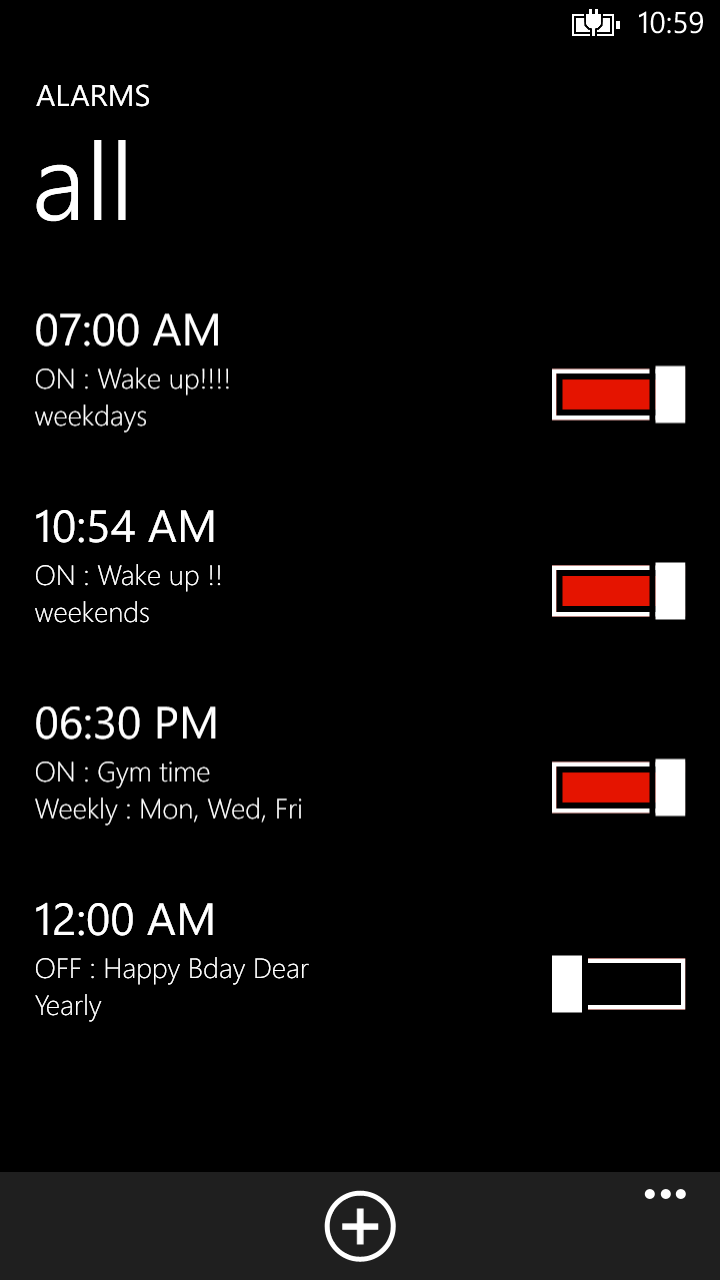 10:59
ALARMS
all
07:00 AM
ON : Wake up!!!!
weekdays
10:54 AM
ON : Wake up !!
weekends
06:30 PM
ON : Gym time
Weekly : Mon, Wed, Fri
12:00 AM
OFF : Happy Bday Dear
Yearly